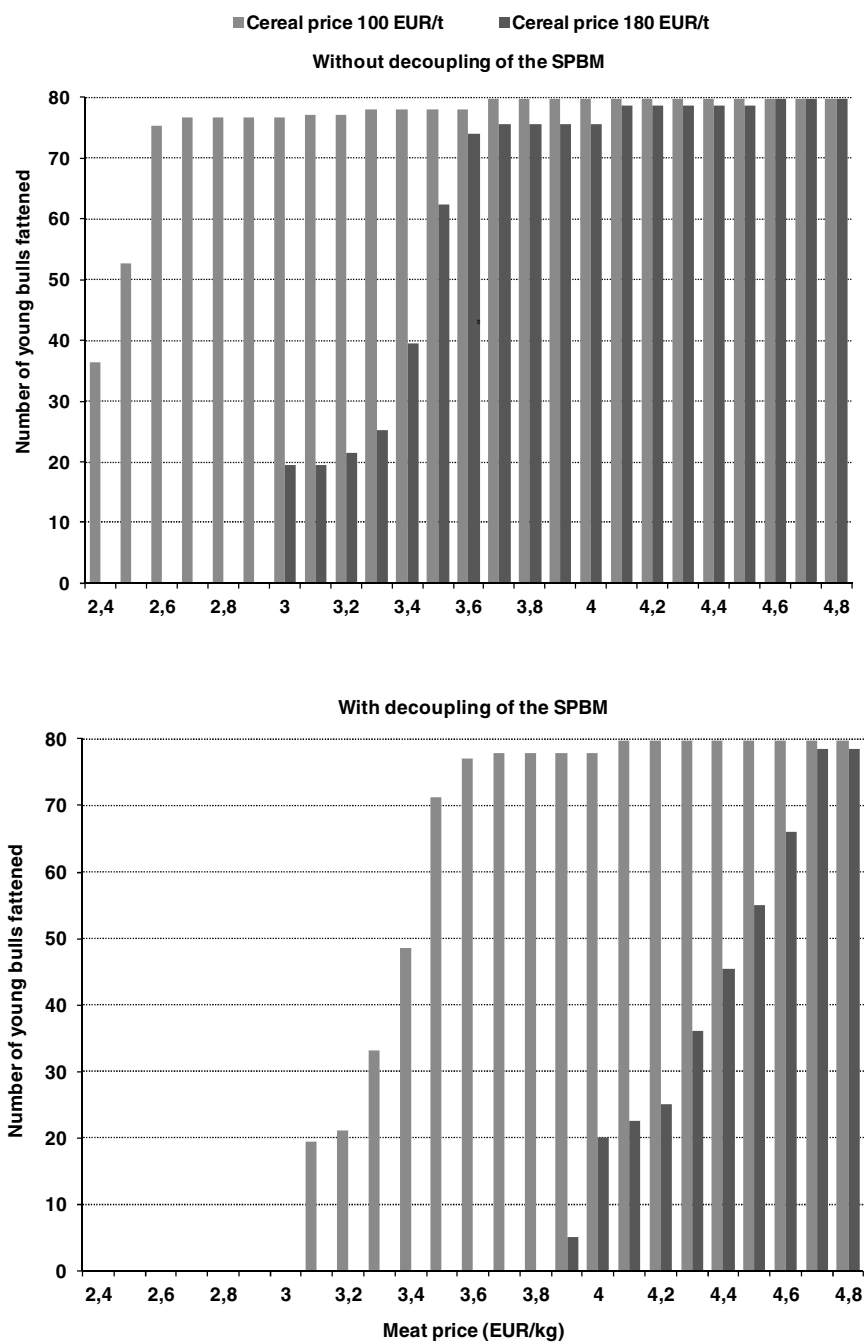 Cereal price 100 EUR/t Cereal price 180 EUR/t
Without decoupling of the SPBM
Number of young bulls fattened
80
70
60
50
40
30
20
10
0
2,4 2,6 2,8 3 3,2 3,4 3,6 3,8 4 4,2 4,4 4,6 4,8
With decoupling of the SPBM
Number of young bulls fattened
80
70
60
50
40
30
20
10
0
2,4 2,6 2,8 3 3,2 3,4 3,6 3,8 4 4,2 4,4 4,6 4,8
Meat price (EUR/kg)